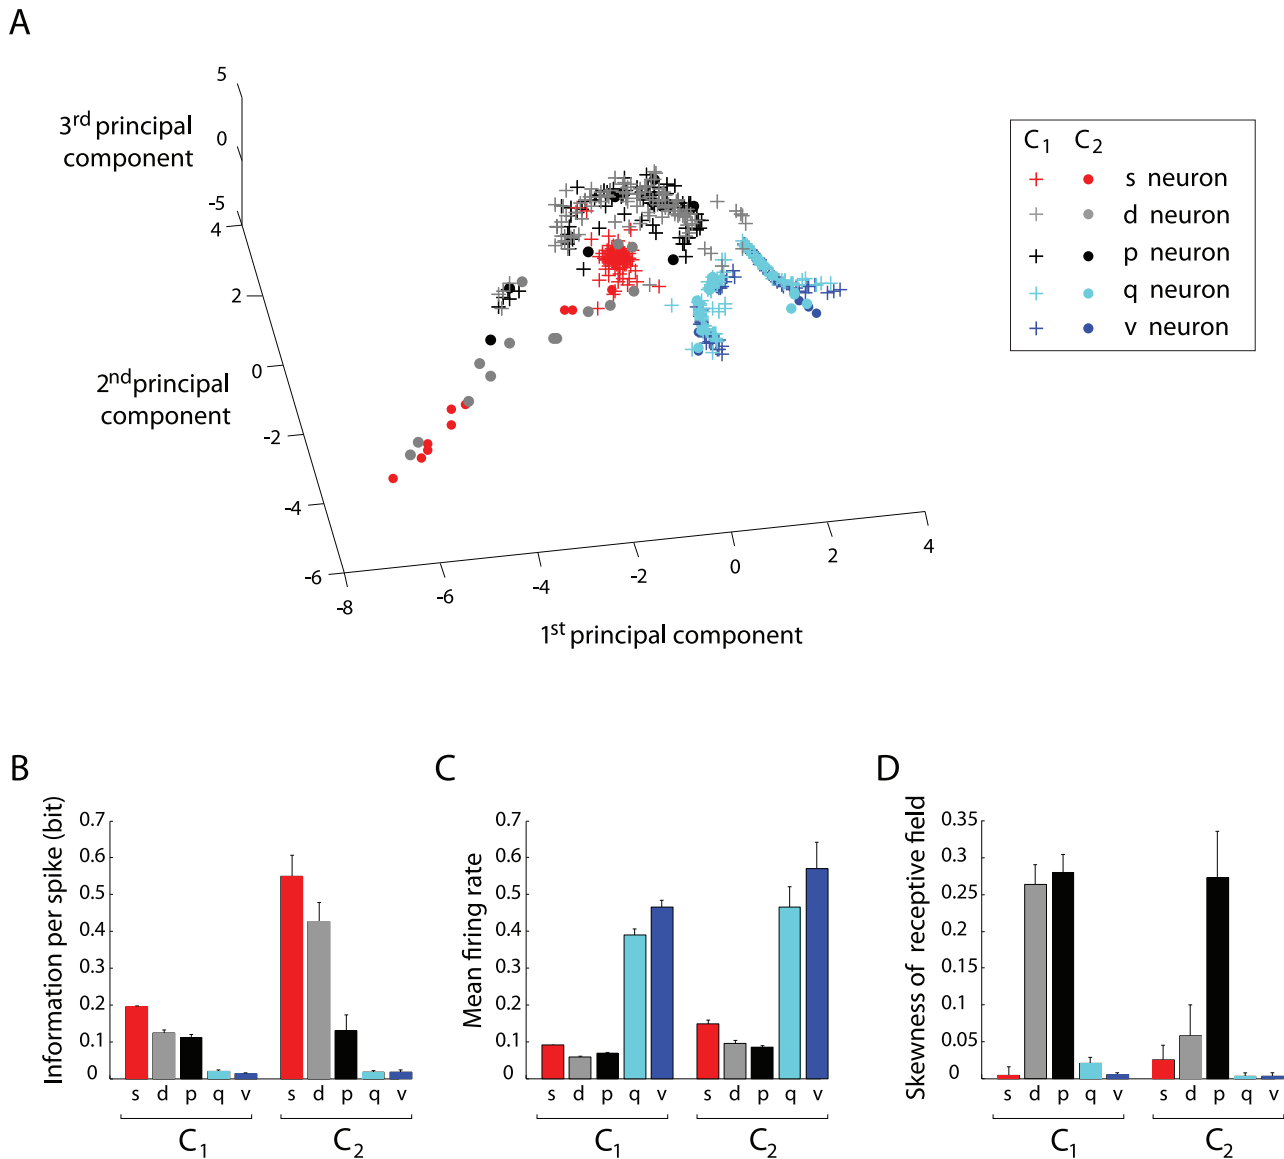 A
3rd principal
component
5
0
-5
4
2
0
-2
-4
-6
2nd principal
component
-8
-6
-4
-2
0
2
4
1st principal component
C1 C2
s neuron
d neuron
p neuron
q neuron
v neuron
B
Information per spike (bit)
0.7
0.6
0.5
0.4
0.3
0.2
0.1
0
s d p q v s d p q v
C1 C2
C
Mean firing rate
0.7
0.6
0.5
0.4
0.3
0.2
0.1
0
s d p q v s d p q v
C1 C2
D
Skewness of receptive field
0.35
0.3
0.25
0.2
0.15
0.1
0.05
0
s d p q v s d p q v
C1 C2